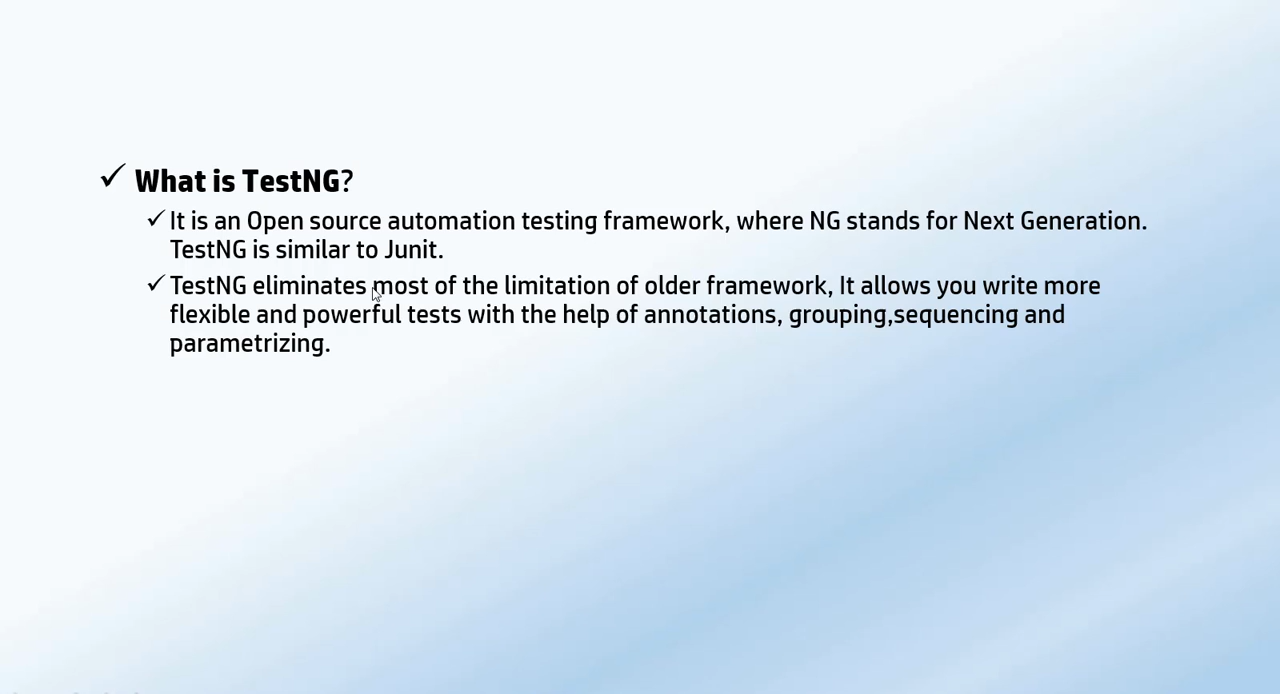 What is TestNG?
It is an Open source automation testing framework, where NG stands for Next Generation.
TestNG is similar to Junit.
TestNG eliminates most of the limitation of older framework, It allows you write more
flexible and powerful tests with the help of annotations, grouping,sequencing and
parametrizing.